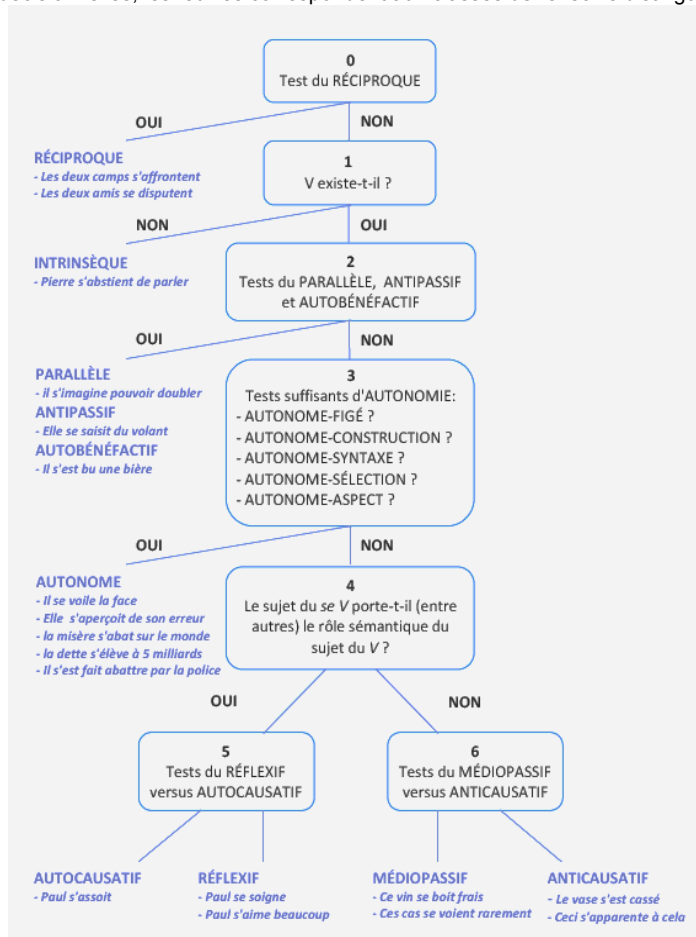 0
Test du RÉCIPROQUE
OUI
NON
RÉCIPROQUE
- Les deux camps s'affrontent
- Les deux amis se disputent
1
V existe-t-il ?
NON
OUI
INTRINSÈQUE
- Pierre s'abstient de parler
2
Tests du PARALLÈLE, ANTIPASSIF
et AUTOBÉNÉFACTIF
OUI
NON
PARALLÈLE
- il s'imagine pouvoir doubler
ANTIPASSIF
- Elle se saisit du volant
AUTOBÉNÉFACTIF
- Il s'est bu une bière
3
Tests suffisants d'AUTONOMIE:
- AUTONOME-FIGÉ ?
- AUTONOME-CONSTRUCTION ?
- AUTONOME-SYNTAXE ?
- AUTONOME-SÉLECTION ?
- AUTONOME-ASPECT ?
OUI
NON
AUTONOME
- Il se voile la face
- Elle s'aperçoit de son erreur
- la misère s'abat sur le monde
- la dette s'élève à 5 milliards
- Il s'est fait abattre par la police
4
Le sujet du se V porte-t-il (entre
autres) le rôle sémantique du
sujet du V ?
OUI
NON
5
Tests du RÉFLEXIF
versus AUTOCAUSATIF
6
Tests du MÉDIOPASSIF
versus ANTICAUSATIF
AUTOCAUSATIF
- Paul s'assoit
RÉFLEXIF
- Paul se soigne
- Paul s'aime beaucoup
MÉDIOPASSIF
- Ce vin se boit frais
- Ces cas se voient rarement
ANTICAUSATIF
- Le vase s'est cassé
- Ceci s'apparente à cela